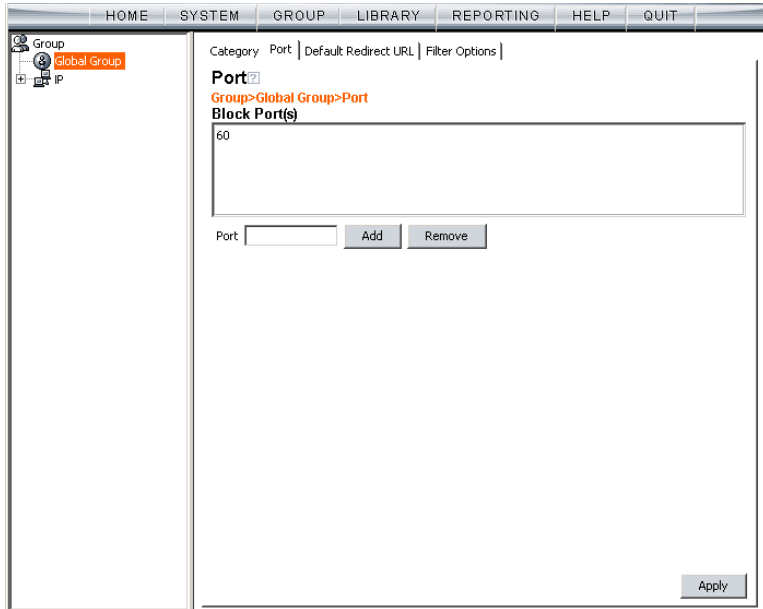 HOME SYSTEM GROUP LIBRARY REPORTING HELP QUIT
Group
Global Group
IP
Category Port Default Redirect URL Filter Options
Port ?
Group>Global Group>Port
Block Port(s)
60
Port Add Remove
Apply